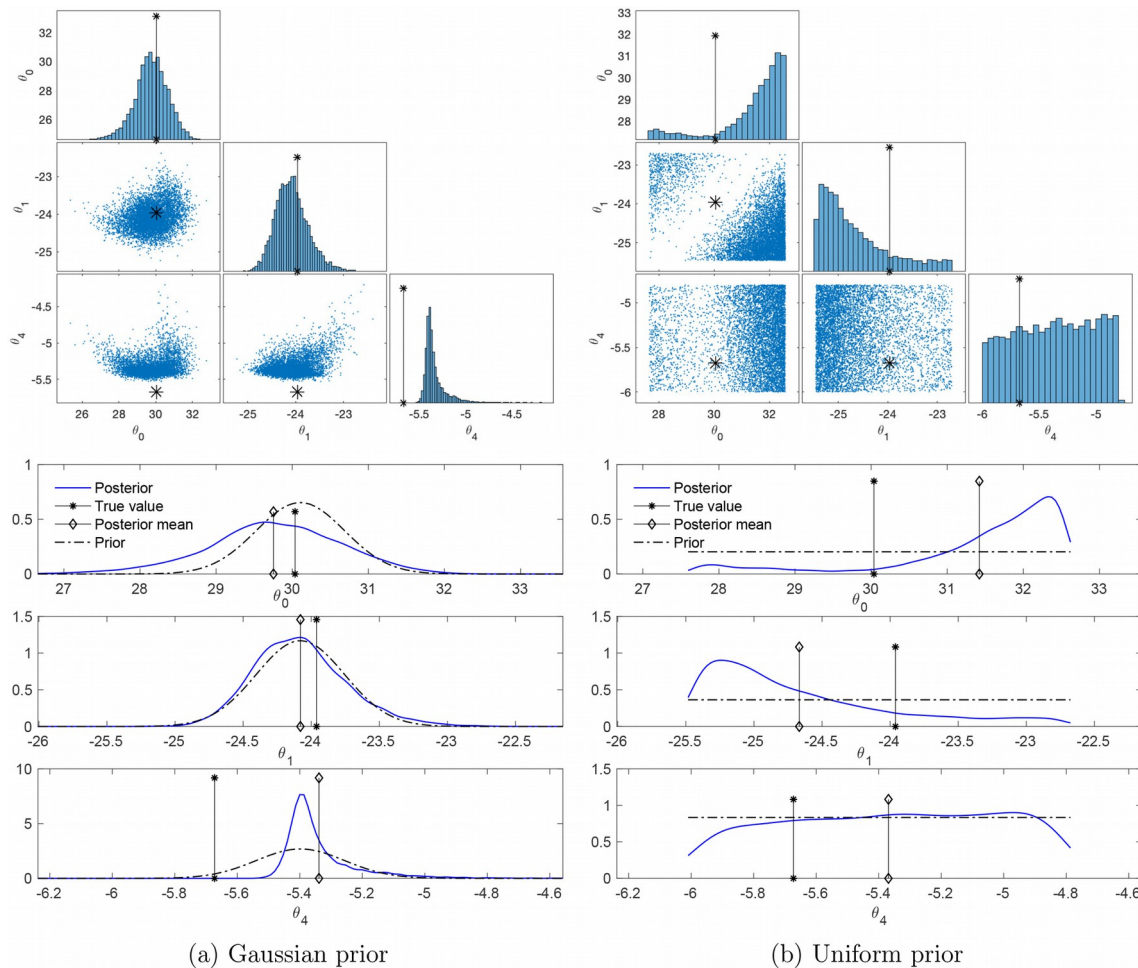 θ0
32
30
28
26
θ1
-23
-24
-25
θ4
-4.5
-5
-5.5
26 28 30 32
θ0
-25 -24 -23
θ1
-5.5 -5 -4.5
θ4
θ0
33
32
31
30
29
28
θ1
-23
-24
-25
θ4
-5
-5.5
-6
28 30 32
θ0
-25 -24 -23
θ1
-6 -5.5 -5
θ4
1
0.5
0
Posterior
True value
Posterior mean
Prior
27 28 29 30 31 32 33
θ0
1.5
1
0.5
0
-26 -25.5 -25 -24.5 -24 -23.5 -23 -22.5
θ1
10
5
0
-6.2 -6 -5.8 -5.6 -5.4 -5.2 -5 -4.8 -4.6
θ4
(a) Gaussian prior
1
0.5
0
Posterior
True value
Posterior mean
Prior
27 28 29 30 31 32 33
θ0
1.5
1
0.5
0
-26 -25.5 -25 -24.5 -24 -23.5 -23 -22.5
θ1
1.5
1
0.5
0
-6.2 -6 -5.8 -5.6 -5.4 -5.2 -5 -4.8 -4.6
θ4
(b) Uniform prior